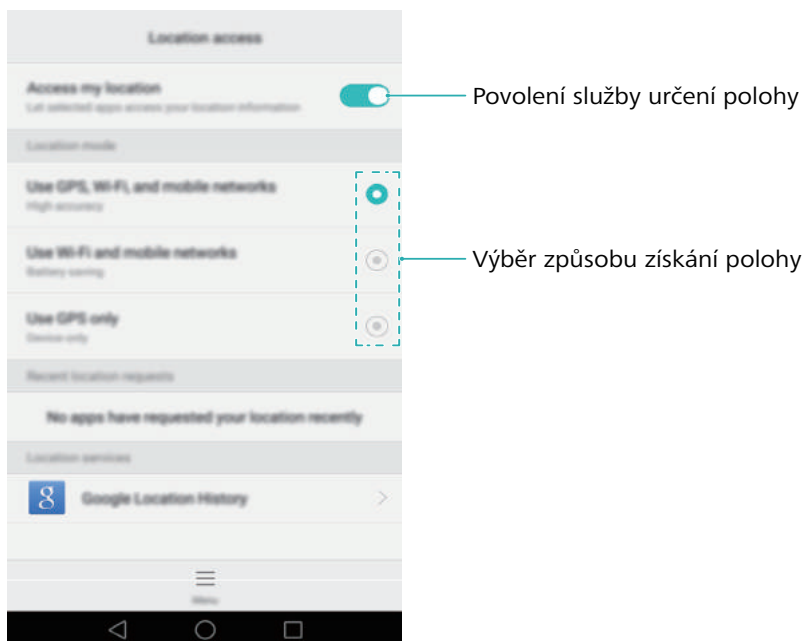 Location access
Access my location
Povolení služby určení polohy
Let selected apps access your location information
Location mode
Use GPS, Wi-Fi, and mobile networks
High accuracy
Use Wi-Fi and mobile networks
Výběr způsobu získání polohy
Battery saving
Use GPS only
Device only
Recent location requests
No apps have requested your location recently
Location services
8 Google Location History
Menu